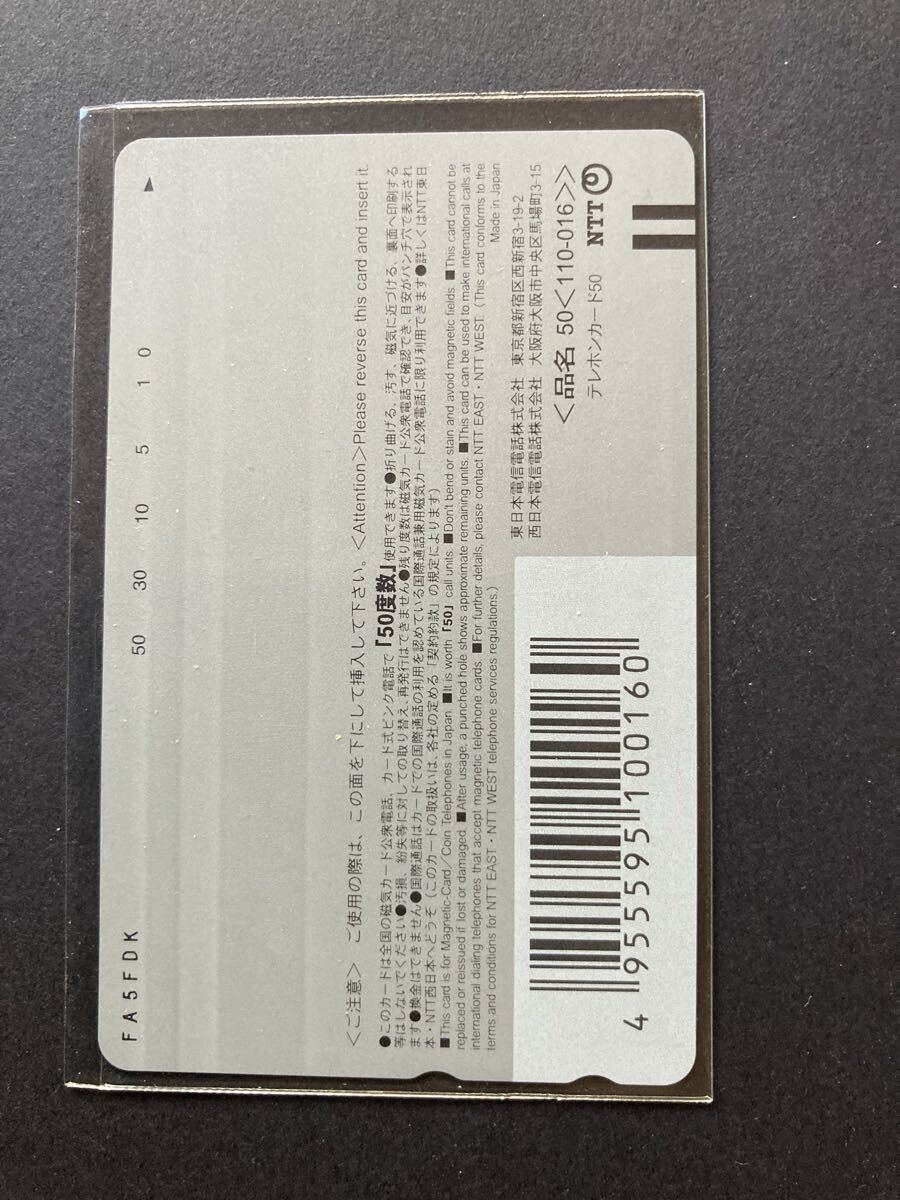 FA5FDK
50 30 10 5 1 0
＜ご注意＞ ご使用の際は、この面を下にして挿入して下さい。＜Attention＞Please reverse this card and insert it.
●このカードは全国の磁気カード公衆電話、カード式ピンク電話で「50度数」使用できます●折り曲げる、汚す、磁気に近づける、裏面へ印刷する
等はしないでください●汚損、紛失等に対しての取り替え、再発行はできません●残り度数は磁気カード公衆電話で確認でき、目安がパンチ穴で表示され
ます●換金はできません●国際通話はカードでの国際通話の利用を認めている国際通話兼用磁気カード公衆電話に限り利用できます●詳しくはNTT東日
本・NTT西日本へどうぞ（このカードの取扱いは、各社の定める「契約約款」の規定によります）
■This card is for Magnetic-Card／Coin Telephones in Japan. ■It is worth「50」call units. ■Don't bend or stain and avoid magnetic fields. ■This card cannot be
replaced or reissued if lost or damaged. ■After usage, a punched hole shows approximate remaining units. ■This card can be used to make international calls at
international dialing telephones that accept magnetic telephone cards. ■For further details, please contact NTT EAST・NTT WEST. (This card conforms to the
terms and conditions for NTT EAST・NTT WEST telephone services regulations.)
Made in Japan
東日本電信電話株式会社 東京都新宿区西新宿3-19-2
西日本電信電話株式会社 大阪府大阪市中央区馬場町3-15
＜品名 50＜110-016＞＞
テレホンカード50
NTT
4 955595 100160